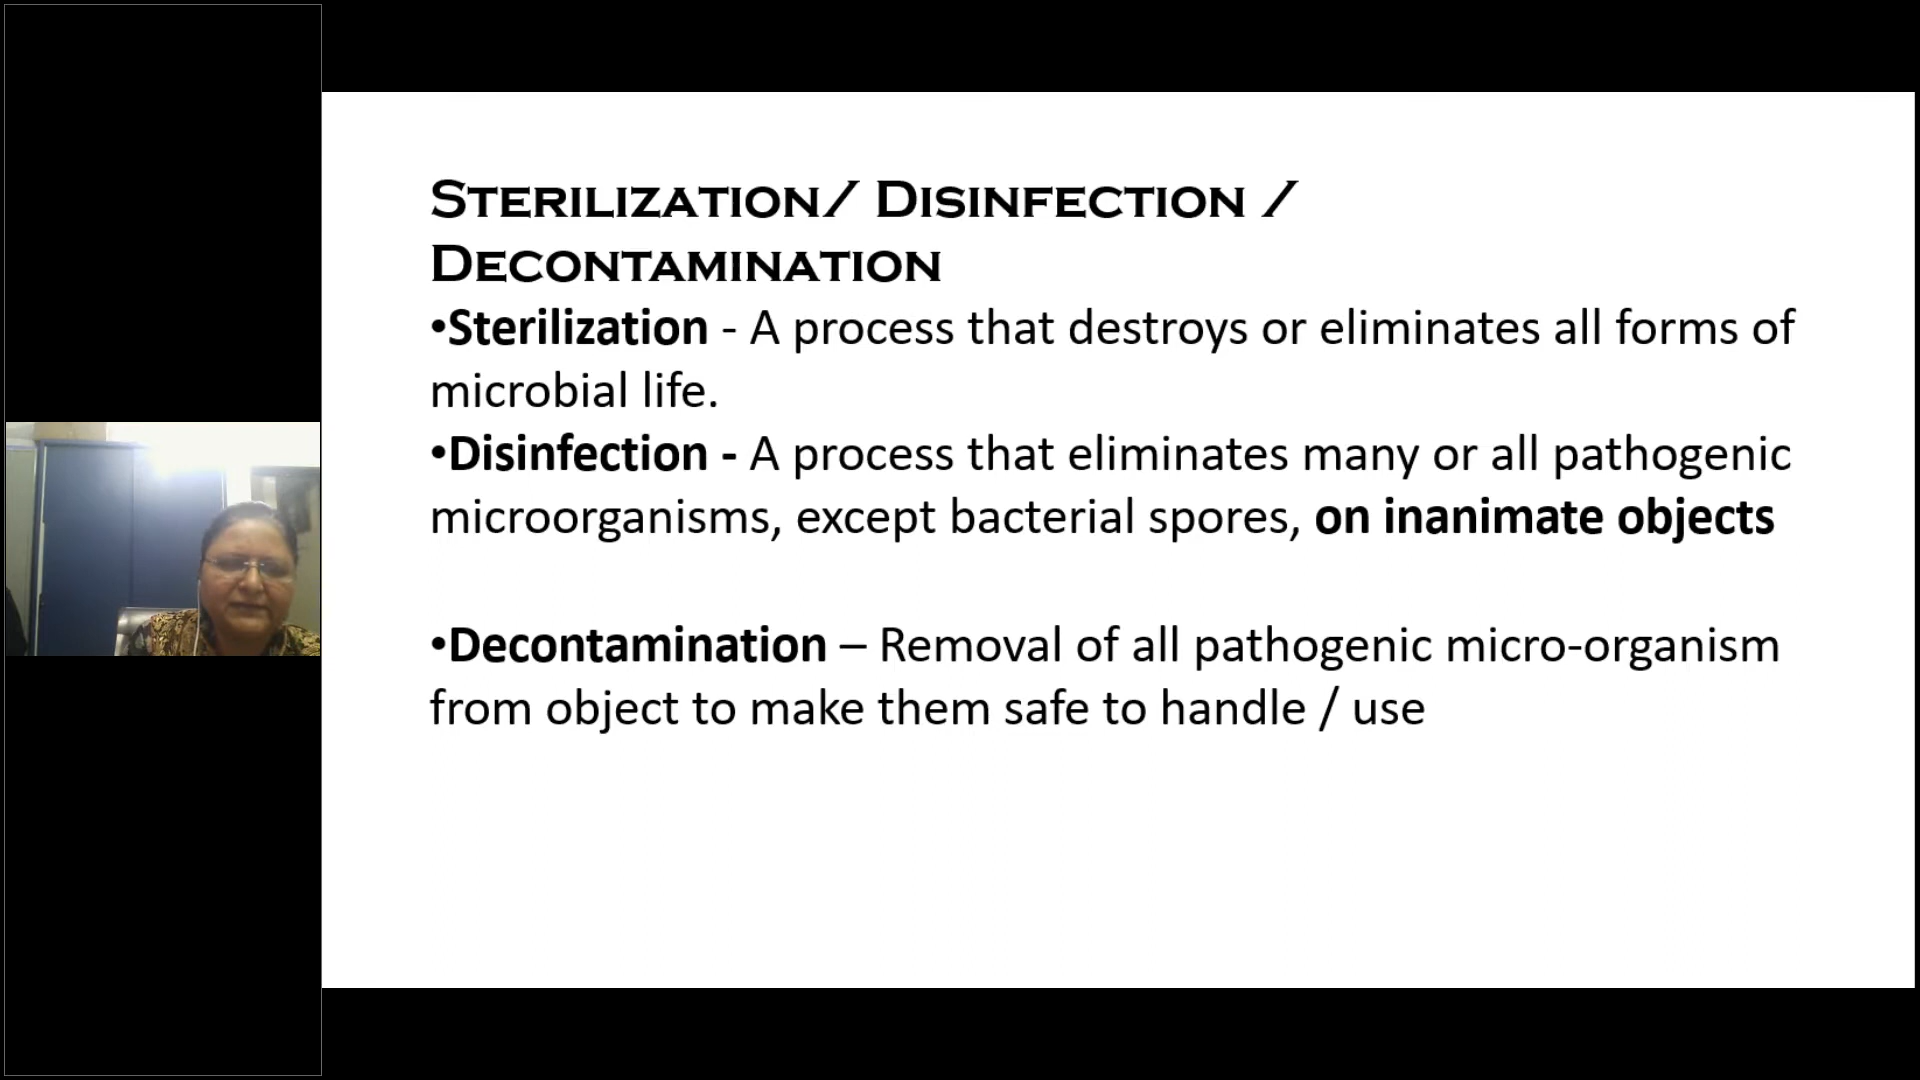 STERILIZATION/ DISINFECTION /
DECONTAMINATION
•Sterilization - A process that destroys or eliminates all forms of
microbial life.
•Disinfection - A process that eliminates many or all pathogenic
microorganisms, except bacterial spores, on inanimate objects
•Decontamination – Removal of all pathogenic micro-organism
from object to make them safe to handle / use